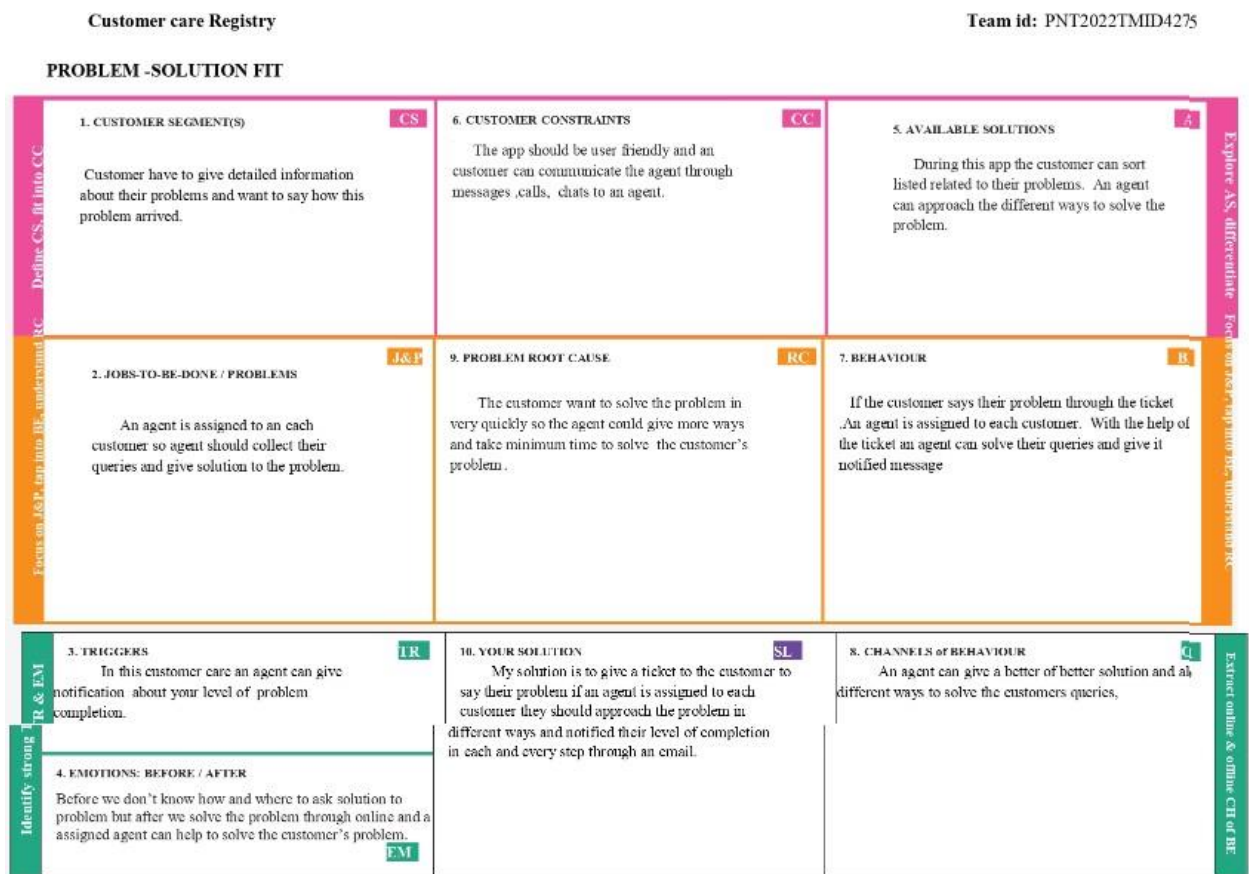 Customer care Registry
Team id: PNT2022TMID4275
PROBLEM -SOLUTION FIT
Define CS, fit into CC
1. CUSTOMER SEGMENT(S)
CS
Customer have to give detailed information
about their problems and want to say how this
problem arrived.
6. CUSTOMER CONSTRAINTS
CC
The app should be user friendly and an
customer can communicate the agent through
messages ,calls, chats to an agent.
5. AVAILABLE SOLUTIONS
A
During this app the customer can sort
listed related to their problems. An agent
can approach the different ways to solve the
problem.
Explore AS, differentiate
Focus on J&P, tap into BE, understand RC
2. JOBS-TO-BE-DONE / PROBLEMS
J&P
An agent is assigned to an each
customer so agent should collect their
queries and give solution to the problem.
9. PROBLEM ROOT CAUSE
RC
The customer want to solve the problem in
very quickly so the agent could give more ways
and take minimum time to solve the customer's
problem .
7. BEHAVIOUR
B
If the customer says their problem through the ticket
.An agent is assigned to each customer. With the help of
the ticket an agent can solve their queries and give it
notified message
Focus on J&P, tap into BE, understand RC
Identify strong TR & EM
3. TRIGGERS
TR
In this customer care an agent can give
notification about your level of problem
completion.
4. EMOTIONS: BEFORE / AFTER
Before we don't know how and where to ask solution to
problem but after we solve the problem through online and a
assigned agent can help to solve the customer's problem.
EM
10. YOUR SOLUTION
SL
My solution is to give a ticket to the customer to
say their problem if an agent is assigned to each
customer they should approach the problem in
different ways and notified their level of completion
in each and every step through an email.
8. CHANNELS of BEHAVIOUR
An agent can give a better of better solution and
different ways to solve the customers queries,
Extract online & offline CH of BE